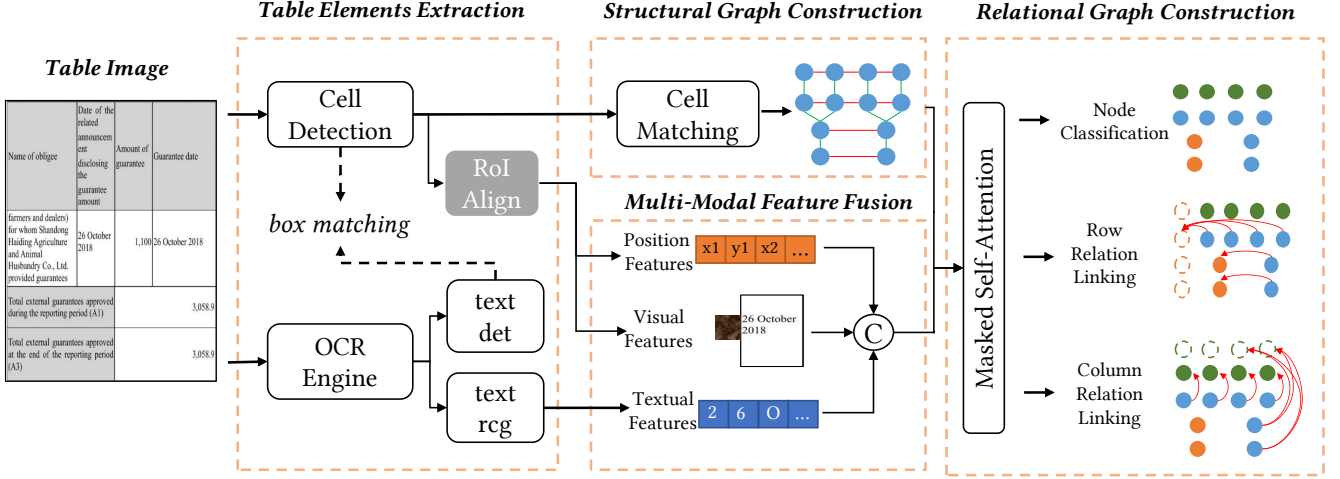 Table Elements Extraction
Structural Graph Construction
Relational Graph Construction
Table Image
Name of obligee
Date of the
related
announcem
ent
disclosing
the
guarantee
amount
Amount of
guarantee
Guarantee date
farmers and dealers)
for whom Shandong
Haiding Agriculture
and Animal
Husbandry Co., Ltd.
provided guarantees
26 October
2018
1,100
26 October 2018
Total external guarantees approved
during the reporting period (A1)
3,058.9
Total external guarantees approved
at the end of the reporting period
(A3)
3,058.9
Cell
Detection
RoI
Align
box matching
text
det
OCR
Engine
text
rcg
Cell
Matching
Multi-Modal Feature Fusion
Position
Features
x1 y1 x2 ...
Visual
Features
26 October
2018
C
Textual
Features
2 6 O ...
Masked Self-Attention
Node
Classification
Row
Relation
Linking
Column
Relation
Linking